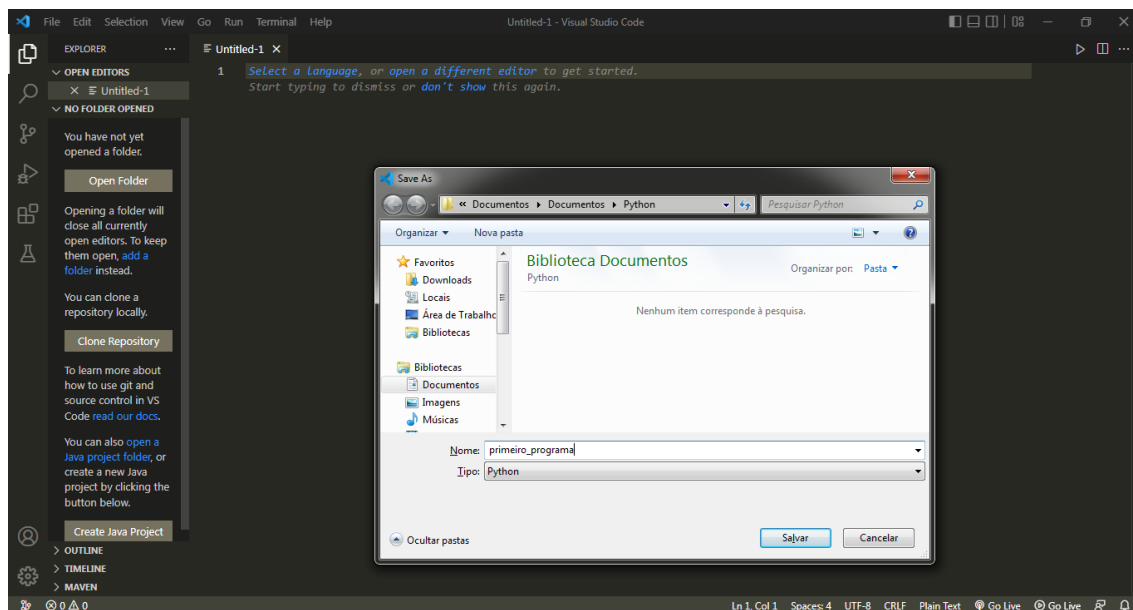 File Edit Selection View Go Run Terminal Help
Untitled-1 - Visual Studio Code
EXPLORER
Untitled-1
OPEN EDITORS
Untitled-1
NO FOLDER OPENED
You have not yet
opened a folder.
Open Folder
Opening a folder will
close all currently
open editors. To keep
them open, add a
folder instead.
You can clone a
repository locally.
Clone Repository
To learn more about
how to use git and
source control in VS
Code read our docs.
You can also open a
Java project folder, or
create a new Java
project by clicking the
button below.
Create Java Project
OUTLINE
TIMELINE
MAVEN
1 Select a language, or open a different editor to get started.
Start typing to dismiss or don't show this again.
Save As
« Documentos Documentos Python
Pesquisar Python
Organizar Nova pasta
Favoritos
Downloads
Locais
Área de Trabalho
Bibliotecas
Bibliotecas
Documentos
Imagens
Músicas
Biblioteca Documentos
Python
Organizar por: Pasta
Nenhum item corresponde à pesquisa.
Nome: primeiro_programa
Tipo: Python
Ocultar pastas
Salvar
Cancelar
0 0
Ln 1, Col 1 Spaces: 4 UTF-8 CRLF Plain Text Go Live Go Live